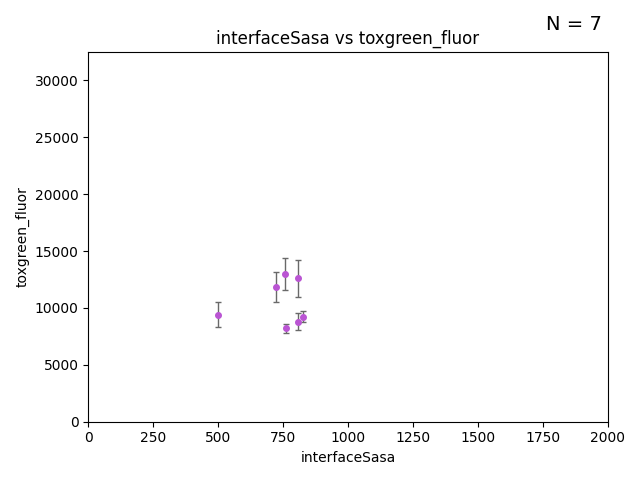 N = 7
interfaceSasa vs toxgreen_fluor
30000
25000
20000
15000
10000
5000
0
toxgreen_fluor
0 250 500 750 1000 1250 1500 1750 2000
interfaceSasa